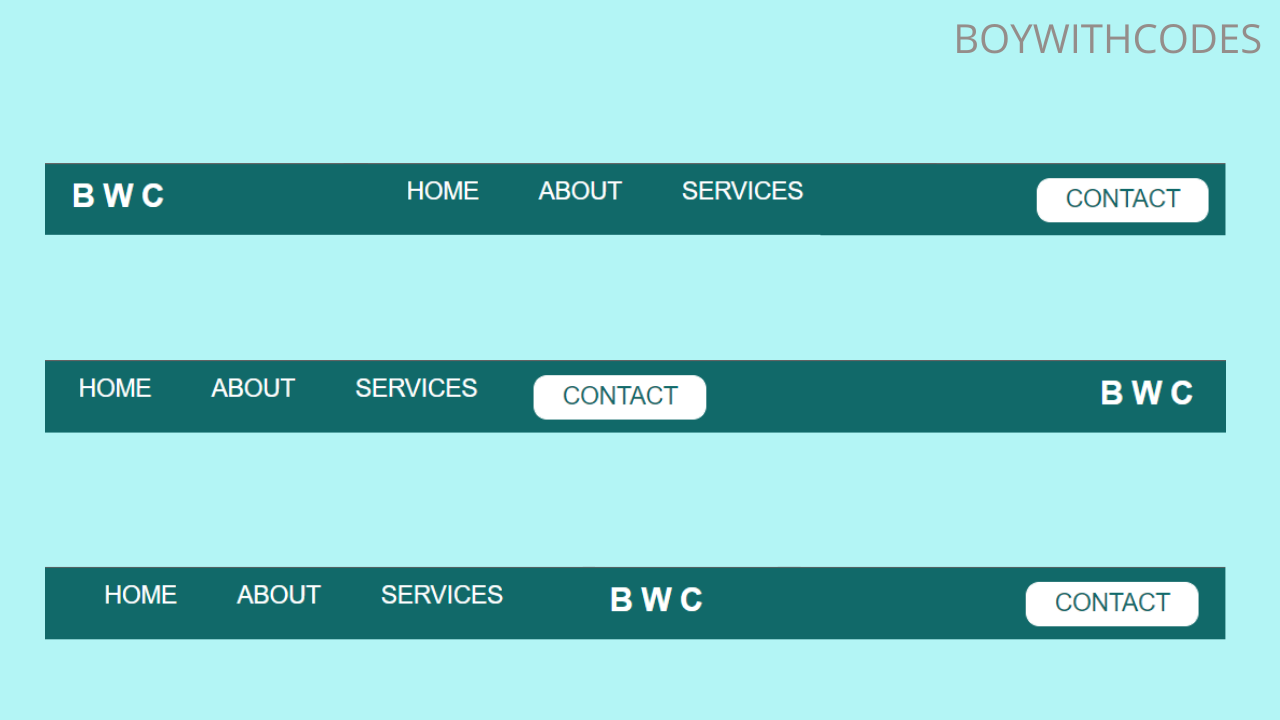 BOYWITHCODES
B W C HOME ABOUT SERVICES CONTACT
HOME ABOUT SERVICES CONTACT B W C
HOME ABOUT SERVICES B W C CONTACT